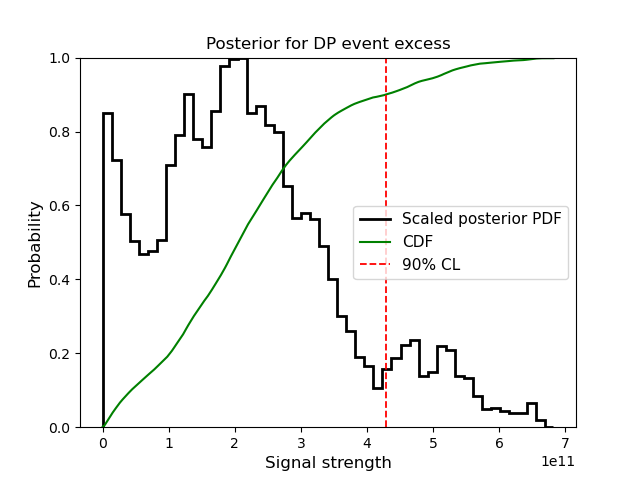 Posterior for DP event excess
1.0
0.8
0.6
0.4
0.2
0.0
Probability
Scaled posterior PDF
CDF
90% CL
0 1 2 3 4 5 6 7
1e11
Signal strength